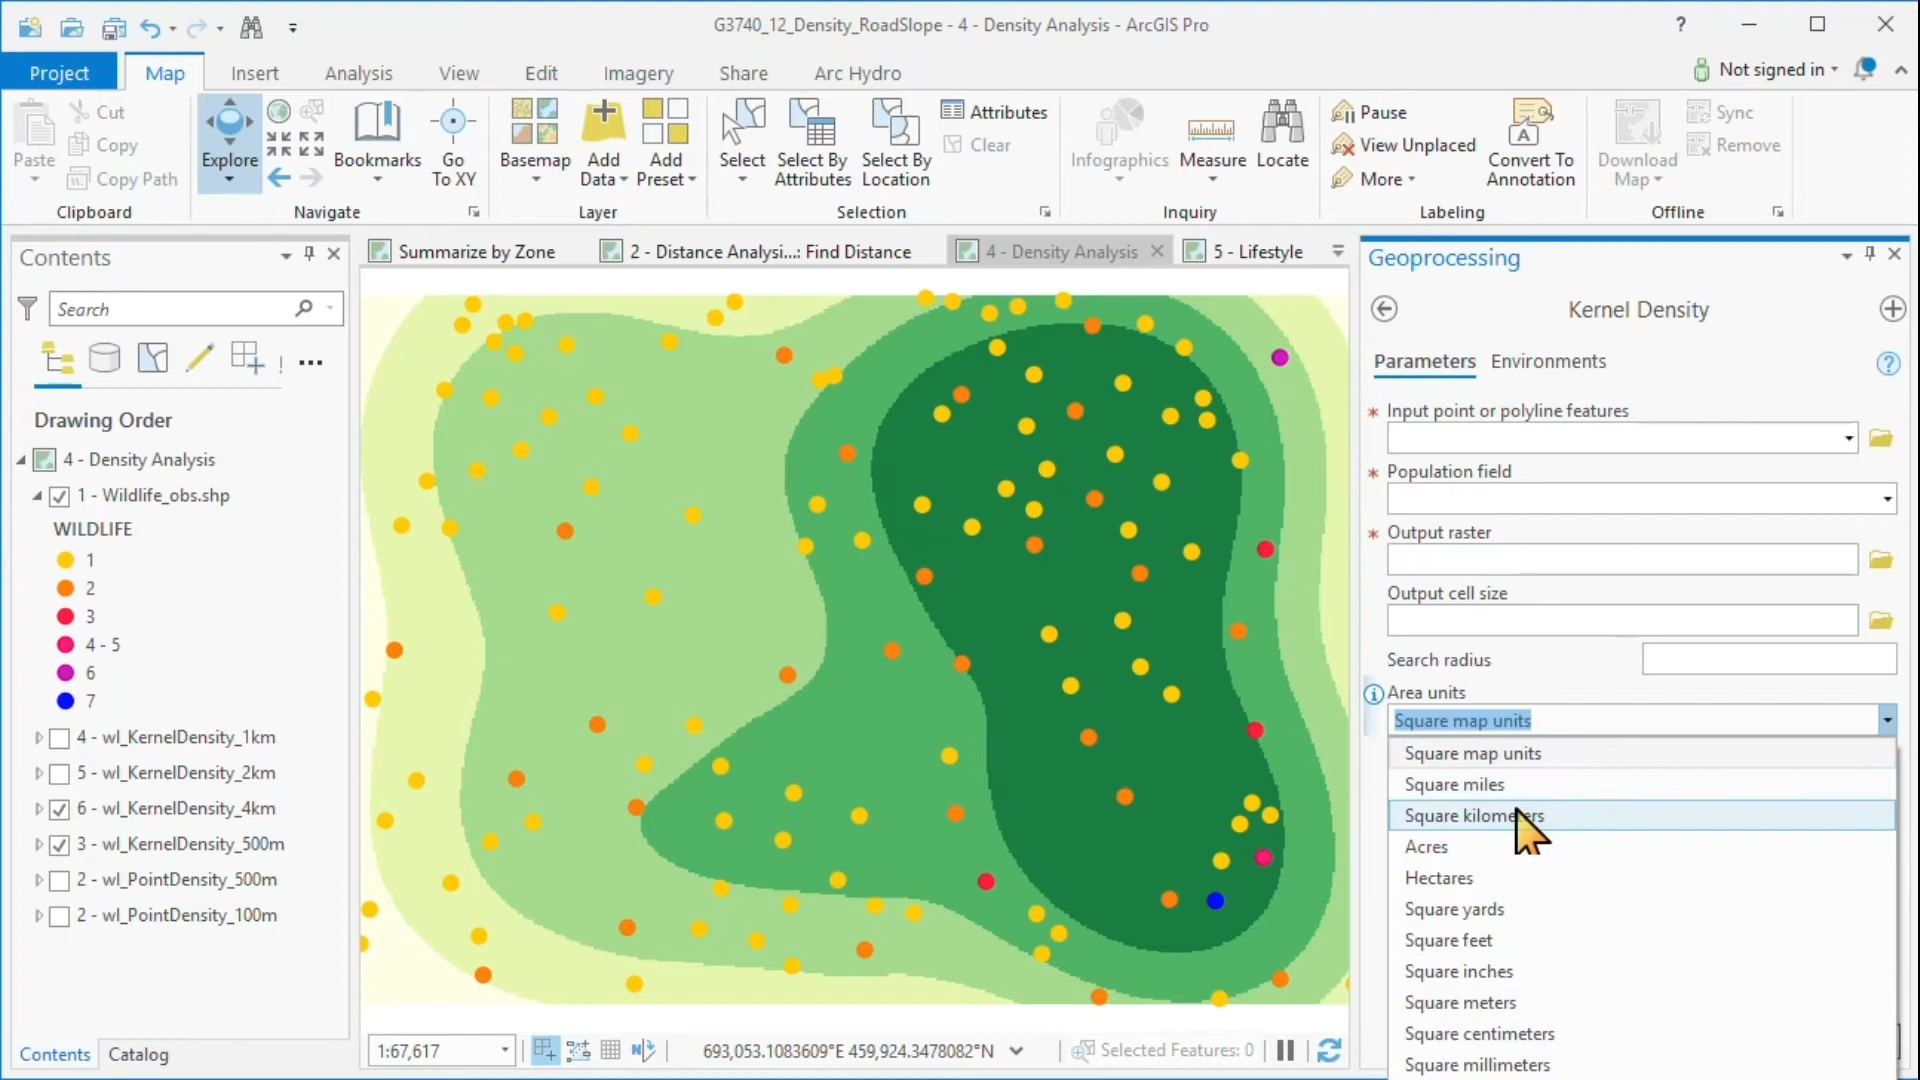 G3740_12_Density_RoadSlope - 4 - Density Analysis - ArcGIS Pro
?
Project Map Insert Analysis View Edit Imagery Share Arc Hydro
Not signed in
Paste
Cut
Copy
Copy Path
Clipboard
Explore
Bookmarks
Go To XY
Navigate
Basemap
Add Data
Add Preset
Layer
Select
Select By Attributes
Select By Location
Attributes
Clear
Selection
Infographics
Measure
Locate
Inquiry
Pause
View Unplaced
More
Convert To Annotation
Labeling
Download Map
Sync
Remove
Offline
Contents
Search
Drawing Order
4 - Density Analysis
1 - Wildlife_obs.shp
WILDLIFE
1
2
3
4 - 5
6
7
4 - wl_KernelDensity_1km
5 - wl_KernelDensity_2km
6 - wl_KernelDensity_4km
3 - wl_KernelDensity_500m
2 - wl_PointDensity_500m
2 - wl_PointDensity_100m
Contents Catalog
Summarize by Zone
2 - Distance Analysi...: Find Distance
4 - Density Analysis
5 - Lifestyle
1:67,617
693,053.1083609°E 459,924.3478082°N
Selected Features: 0
Geoprocessing
Kernel Density
Parameters Environments
?
* Input point or polyline features
* Population field
* Output raster
Output cell size
Search radius
Area units
Square map units
Square map units
Square miles
Square kilometers
Acres
Hectares
Square yards
Square feet
Square inches
Square meters
Square centimeters
Square millimeters